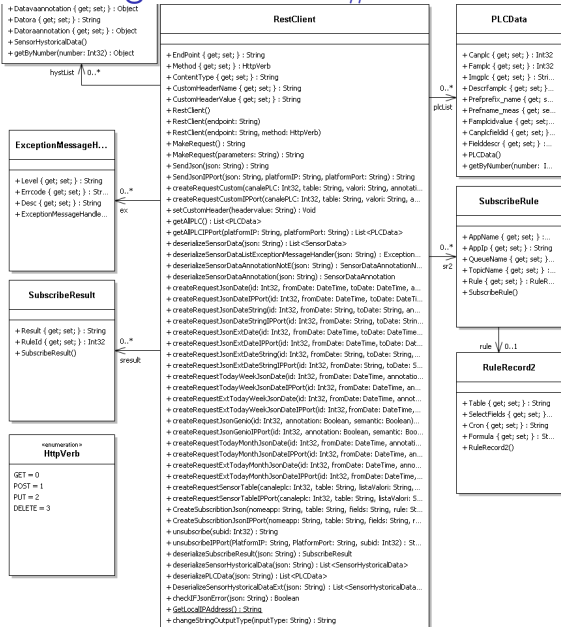 + Datavaannotation { get; set; } : Object
+ Datora { get; set; } : String
+ Datoraannotation { get; set; } : Object
+ SensorHystoricalData()
+ getByNumber(number: Int32) : Object
hystList
0..*
ExceptionMessageH...
+ Level { get; set; } : String
+ Errcode { get; set; } : Str...
+ Desc { get; set; } : String
+ ExceptionMessageHandle...
0..*
ex
SubscribeResult
+ Result { get; set; } : String
+ RuleId { get; set; } : Int32
+ SubscribeResult()
0..*
sresult
«enumeration»
HttpVerb
GET = 0
POST = 1
PUT = 2
DELETE = 3
RestClient
+ EndPoint { get; set; } : String
+ Method { get; set; } : HttpVerb
+ ContentType { get; set; } : String
+ CustomHeaderName { get; set; } : String
+ CustomHeaderValue { get; set; } : String
+ RestClient()
+ RestClient(endpoint: String)
+ RestClient(endpoint: String, method: HttpVerb)
+ MakeRequest() : String
+ MakeRequest(parameters: String) : String
+ SendJson(json: String) : String
+ SendJsonIPPort(json: String, platformIP: String, platformPort: String) : String
+ createRequestCustom(canalePLC: Int32, table: String, valori: String, annotati...
+ createRequestCustomIPPort(canalePLC: Int32, table: String, valori: String, a...
+ setCustomHeader(headervalue: String) : Void
+ getAllPLC() : List<PLCData>
+ getAllPLCIPPort(platformIP: String, platformPort: String) : List<PLCData>
+ deserializeSensorData(json: String) : List<SensorData>
+ deserializeSensorDataListExceptionMessageHandler(json: String) : Exception...
+ deserializeSensorDataAnnotationNotE(json: String) : SensorDataAnnotationN...
+ deserializeSensorDataAnnotation(json: String) : SensorDataAnnotation
+ createRequestJsonDate(id: Int32, fromDate: DateTime, toDate: DateTime, a...
+ createRequestJsonDateIPPort(id: Int32, fromDate: DateTime, toDate: DateTi...
+ createRequestJsonDateString(id: Int32, fromDate: String, toDate: String, an...
+ createRequestJsonDateStringIPPort(id: Int32, fromDate: String, toDate: Strin...
+ createRequestJsonExtDate(id: Int32, fromDate: DateTime, toDate: DateTime,...
+ createRequestJsonExtDateIPPort(id: Int32, fromDate: DateTime, toDate: Dat...
+ createRequestJsonExtDateString(id: Int32, fromDate: String, toDate: String,...
+ createRequestJsonExtDateStringIPPort(id: Int32, fromDate: String, toDate: S...
+ createRequestTodayWeekJsonDate(id: Int32, fromDate: DateTime, annotatio...
+ createRequestTodayWeekJsonDateIPPort(id: Int32, fromDate: DateTime, an...
+ createRequestExtTodayWeekJsonDate(id: Int32, fromDate: DateTime, annot...
+ createRequestExtTodayWeekJsonDateIPPort(id: Int32, fromDate: DateTime,...
+ createRequestJsonGenio(id: Int32, annotation: Boolean, semantic: Boolean)...
+ createRequestJsonGenioIPPort(id: Int32, annotation: Boolean, semantic: Boo...
+ createRequestTodayMonthJsonDate(id: Int32, fromDate: DateTime, annotati...
+ createRequestTodayMonthJsonDateIPPort(id: Int32, fromDate: DateTime, an...
+ createRequestExtTodayMonthJsonDate(id: Int32, fromDate: DateTime, anno...
+ createRequestExtTodayMonthJsonDateIPPort(id: Int32, fromDate: DateTime,...
+ createRequestSensorTable(canaleplc: Int32, table: String, listaValori: String,...
+ createRequestSensorTableIPPort(canaleplc: Int32, table: String, listaValori: S...
+ CreateSubscribtionJson(nomeapp: String, table: String, fields: String, rule: St...
+ CreateSubscribtionJsonIPPort(nomeapp: String, table: String, fields: String, r...
+ unsubscribe(subid: Int32) : String
+ unsubscribeIPPort(PlatformIP: String, PlatformPort: String, subid: Int32) : St...
+ deserializeSubscribeResult(json: String) : SubscribeResult
+ deserializeSensorHystoricalData(json: String) : List<SensorHystoricalData>
+ deserializePLCData(json: String) : List<PLCData>
+ DeserializeSensorHystoricalDataExt(json: String) : List<SensorHystoricalData...
+ checkIFJsonError(json: String) : Boolean
+ GetLocalIPAddress() : String
+ changeStringOutputType(inputType: String) : String
0..*
plcList
PLCData
+ Canplc { get; set; } : Int32
+ Famplc { get; set; } : Int32
+ Imgplc { get; set; } : Stri...
+ Descrfamplc { get; set; }...
+ Prefprefix_name { get; s...
+ Prefname_meas { get; se...
+ Famplcidvalue { get; set;...
+ Canplcfieldid { get; set; }...
+ Fielddescr { get; set; } : ...
+ PLCData()
+ getByNumber(number: I...
0..*
sr2
SubscribeRule
+ AppName { get; set; } :...
+ AppIp { get; set; } : String
+ QueueName { get; set; }...
+ TopicName { get; set; } :...
+ Rule { get; set; } : RuleR...
+ SubscribeRule()
rule
0..1
RuleRecord2
+ Table { get; set; } : String
+ SelectFields { get; set; }...
+ Cron { get; set; } : String
+ Formula { get; set; } : St...
+ RuleRecord2()